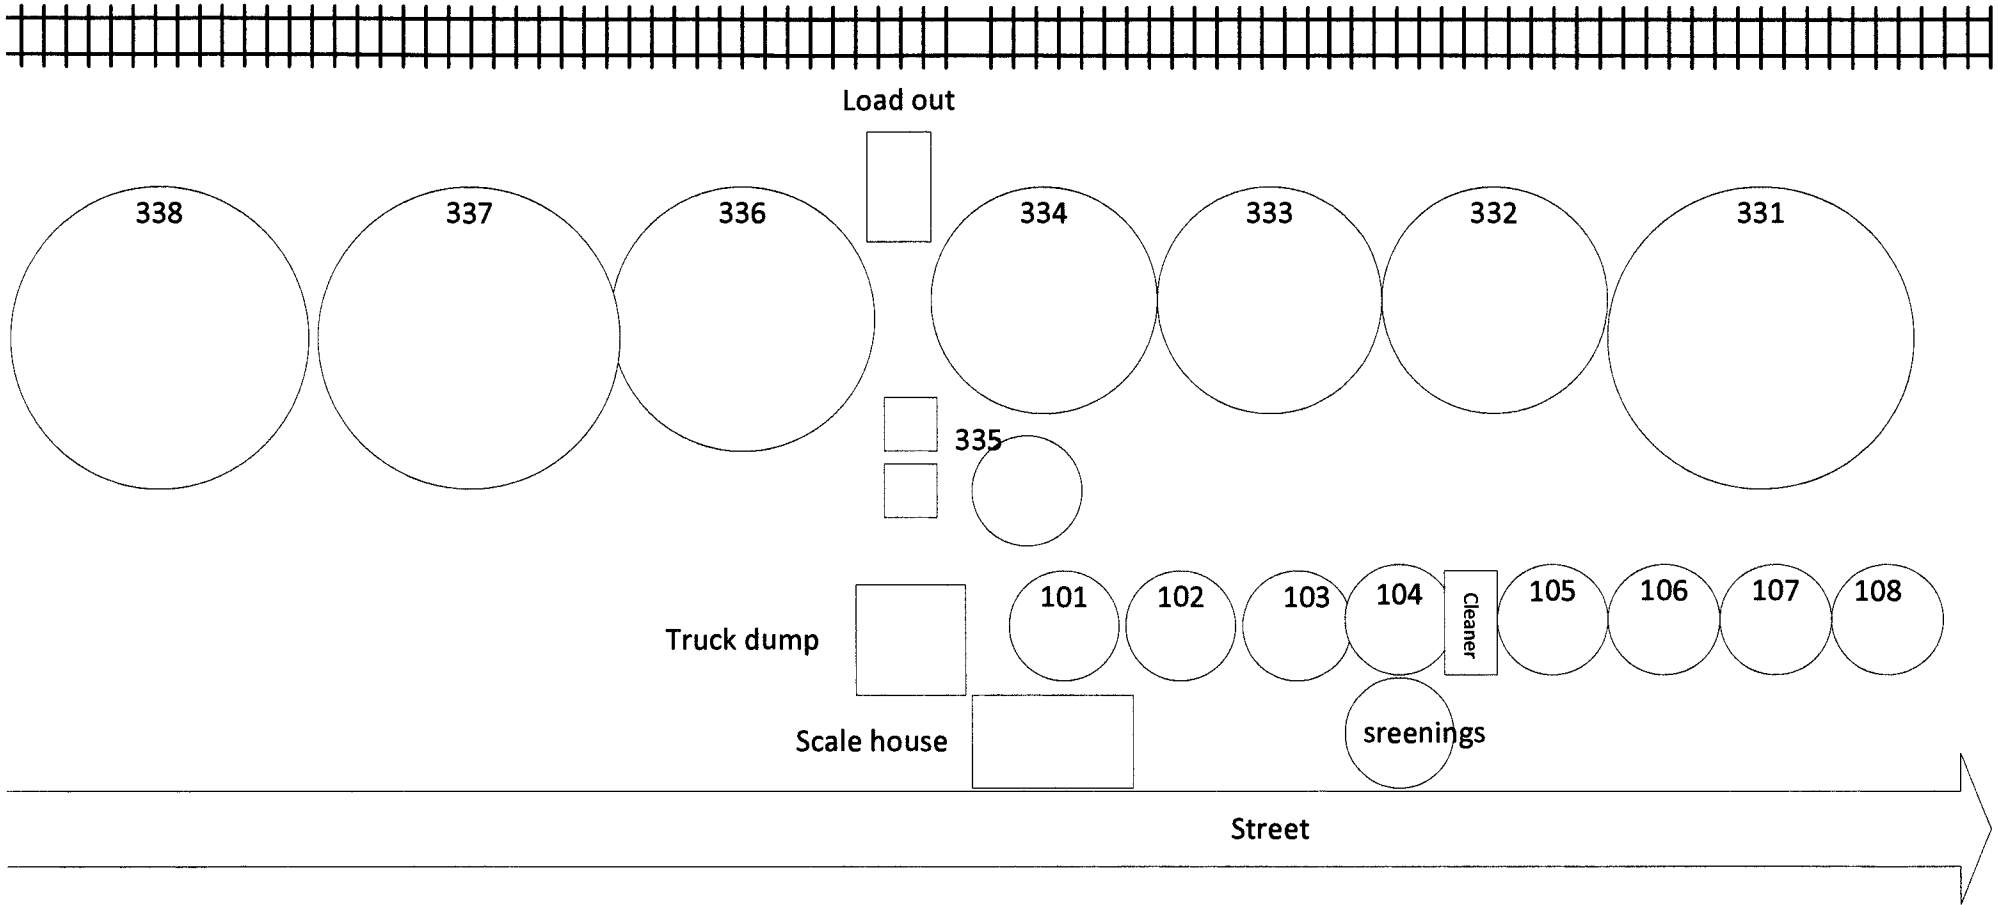 Load out
338 337 336 334 333 332 331
335
101 102 103 104 105 106 107 108
Cleaner
Truck dump
sreenings
Scale house
Street